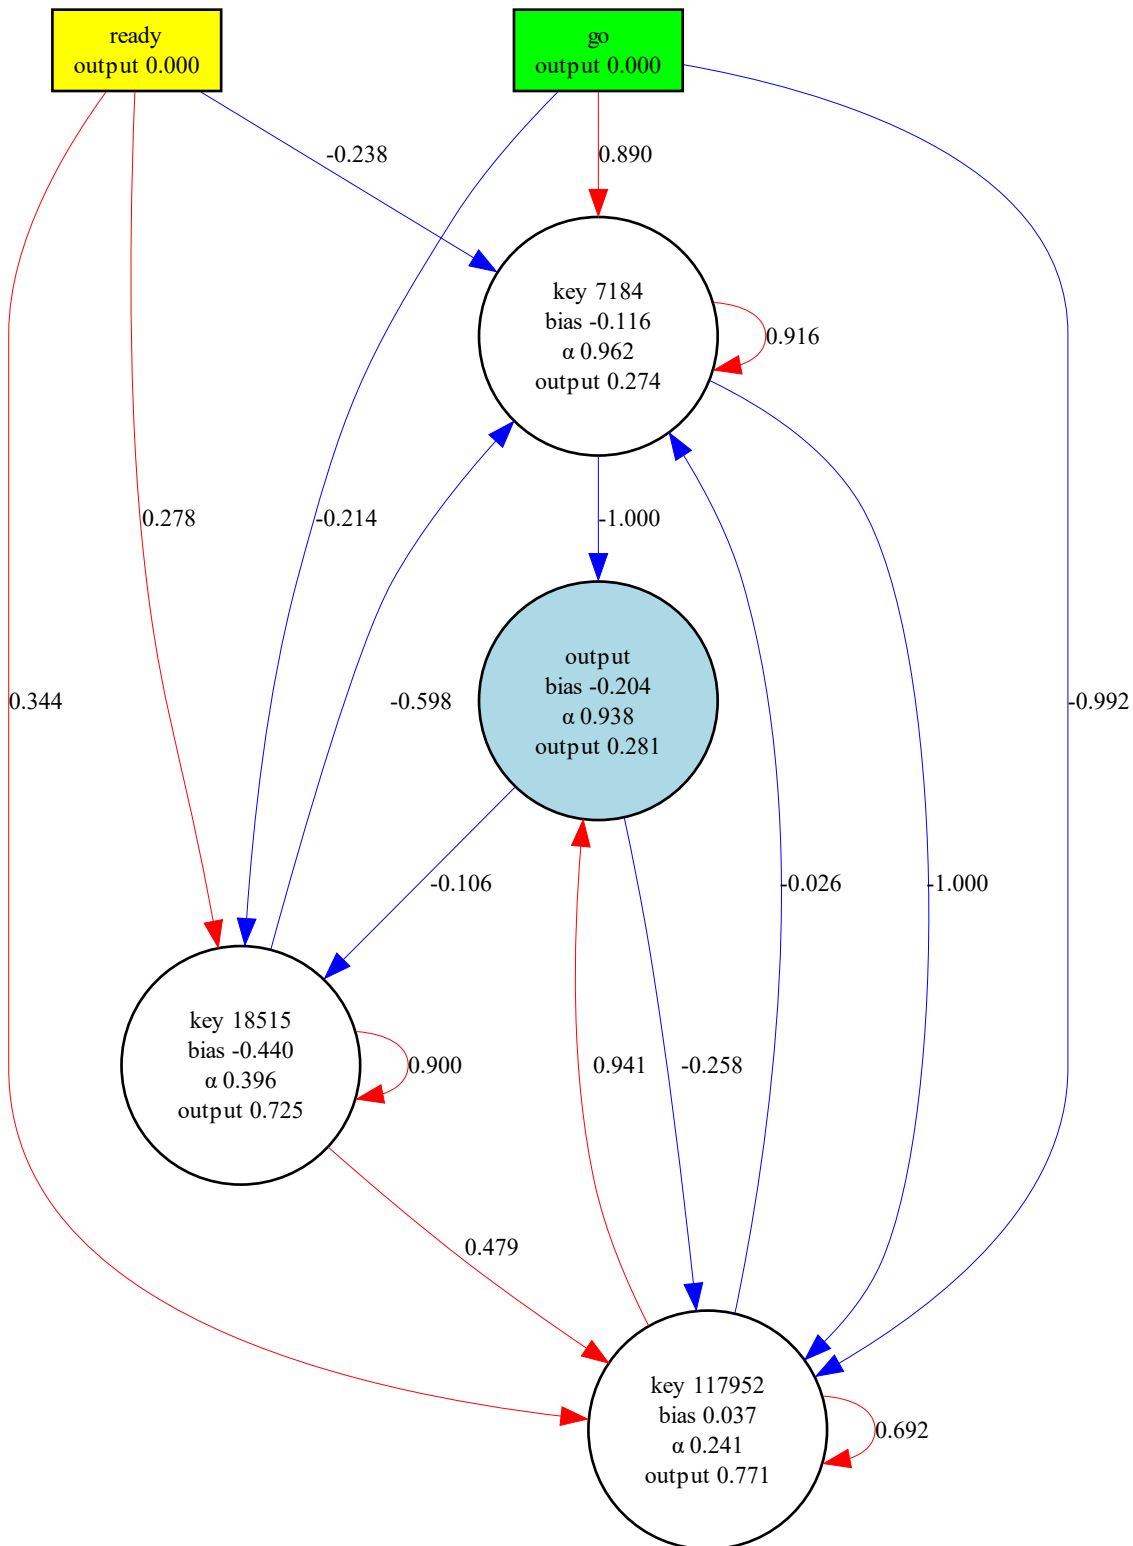 ready
output 0.000
go
output 0.000
-0.238
0.890
key 7184
bias -0.116
α 0.962
output 0.274
0.916
0.278
-0.214
-1.000
output
bias -0.204
α 0.938
output 0.281
0.344
-0.598
-0.992
-0.106
-0.026
-1.000
key 18515
bias -0.440
α 0.396
output 0.725
0.900
0.941
-0.258
0.479
key 117952
bias 0.037
α 0.241
output 0.771
0.692